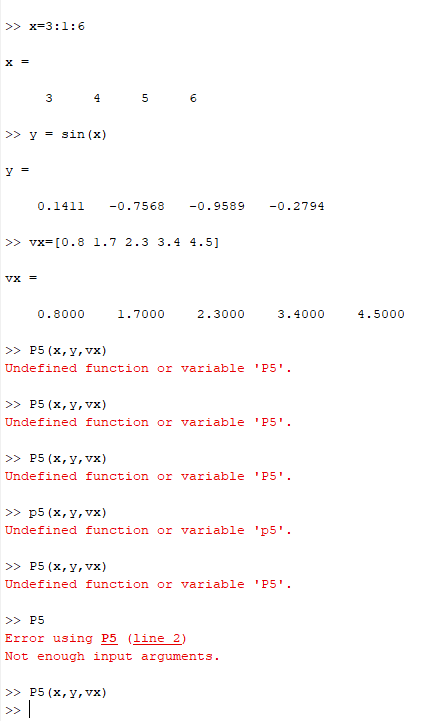 >> x=3:1:6
x =
3 4 5 6
>> y = sin(x)
y =
0.1411 -0.7568 -0.9589 -0.2794
>> vx=[0.8 1.7 2.3 3.4 4.5]
vx =
0.8000 1.7000 2.3000 3.4000 4.5000
>> P5(x,y,vx)
Undefined function or variable 'P5'.
>> P5(x,y,vx)
Undefined function or variable 'P5'.
>> P5(x,y,vx)
Undefined function or variable 'P5'.
>> p5(x,y,vx)
Undefined function or variable 'p5'.
>> P5(x,y,vx)
Undefined function or variable 'P5'.
>> P5
Error using P5 (line 2)
Not enough input arguments.
>> P5(x,y,vx)
>>